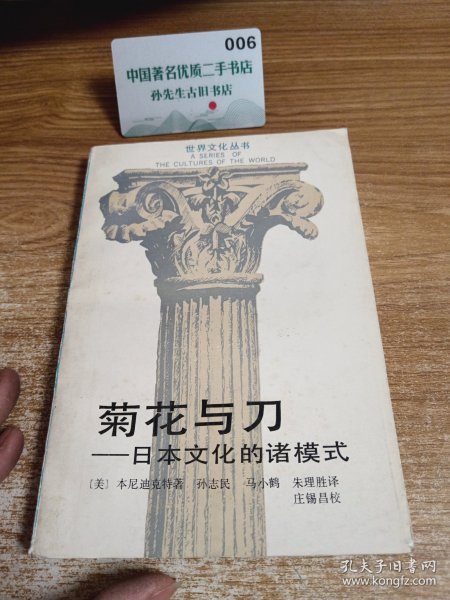 006
中国著名优质二手书店
孙先生古旧书店
世界文化丛书
A SERIES OF
THE CULTURES OF THE WORLD
菊花与刀
——日本文化的诸模式
[美] 本尼迪克特著 孙志民 马小鹤 朱理胜译
庄锡昌校
孔夫子旧书网
www.kongfz.com